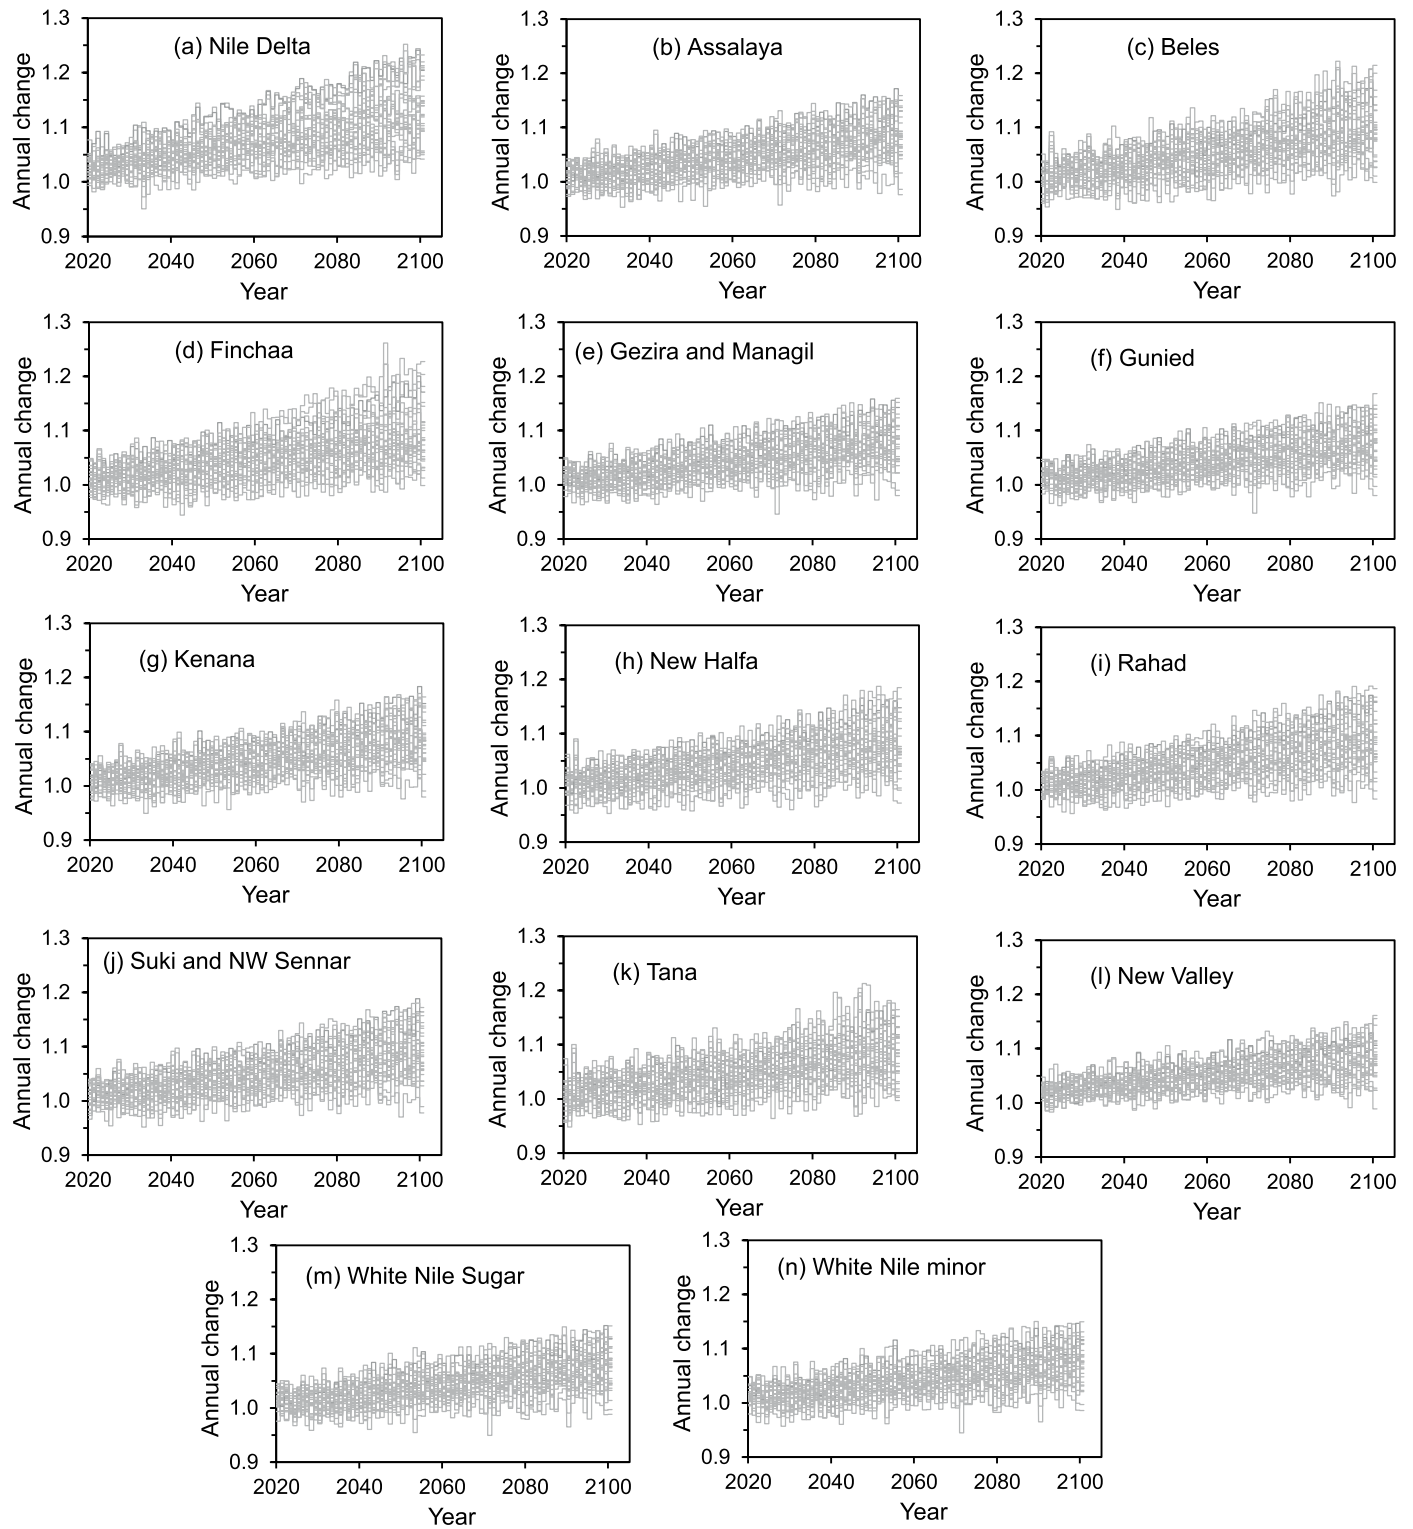 (a) Nile Delta
Annual change
1.3
1.2
1.1
1.0
0.9
2020 2040 2060 2080 2100
Year
(b) Assalaya
Annual change
1.3
1.2
1.1
1.0
0.9
2020 2040 2060 2080 2100
Year
(c) Beles
Annual change
1.3
1.2
1.1
1.0
0.9
2020 2040 2060 2080 2100
Year
(d) Finchaa
Annual change
1.3
1.2
1.1
1.0
0.9
2020 2040 2060 2080 2100
Year
(e) Gezira and Managil
Annual change
1.3
1.2
1.1
1.0
0.9
2020 2040 2060 2080 2100
Year
(f) Gunied
Annual change
1.3
1.2
1.1
1.0
0.9
2020 2040 2060 2080 2100
Year
(g) Kenana
Annual change
1.3
1.2
1.1
1.0
0.9
2020 2040 2060 2080 2100
Year
(h) New Halfa
Annual change
1.3
1.2
1.1
1.0
0.9
2020 2040 2060 2080 2100
Year
(i) Rahad
Annual change
1.3
1.2
1.1
1.0
0.9
2020 2040 2060 2080 2100
Year
(j) Suki and NW Sennar
Annual change
1.3
1.2
1.1
1.0
0.9
2020 2040 2060 2080 2100
Year
(k) Tana
Annual change
1.3
1.2
1.1
1.0
0.9
2020 2040 2060 2080 2100
Year
(l) New Valley
Annual change
1.3
1.2
1.1
1.0
0.9
2020 2040 2060 2080 2100
Year
(m) White Nile Sugar
Annual change
1.3
1.2
1.1
1.0
0.9
2020 2040 2060 2080 2100
Year
(n) White Nile minor
Annual change
1.3
1.2
1.1
1.0
0.9
2020 2040 2060 2080 2100
Year